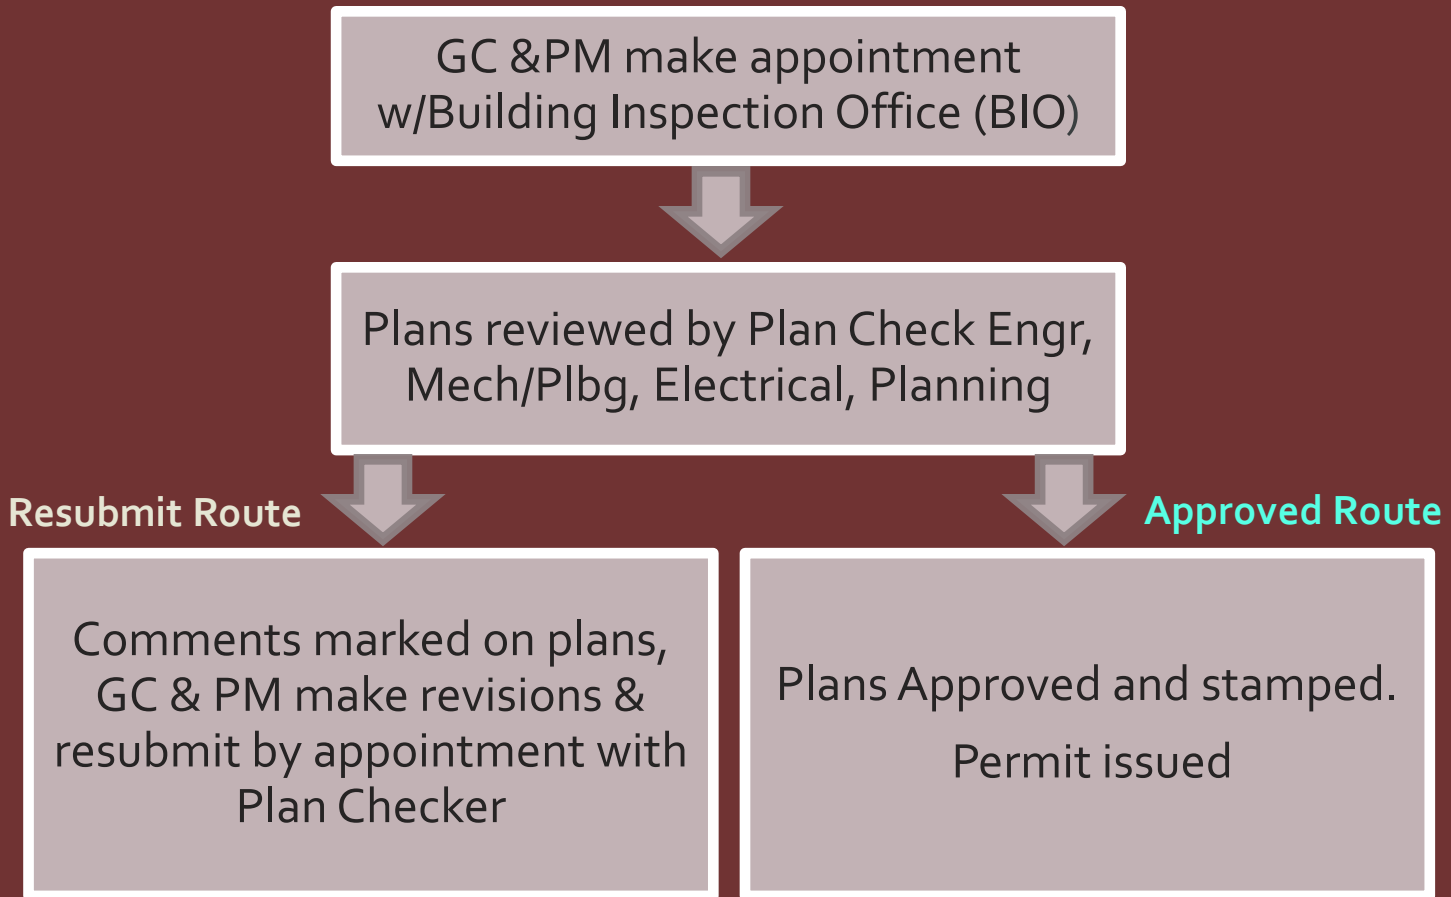 GC &PM make appointment
w/Building Inspection Office (BIO)
Plans reviewed by Plan Check Engr,
Mech/Plbg, Electrical, Planning
Resubmit Route
Approved Route
Comments marked on plans,
GC & PM make revisions &
resubmit by appointment with
Plan Checker
Plans Approved and stamped.
Permit issued